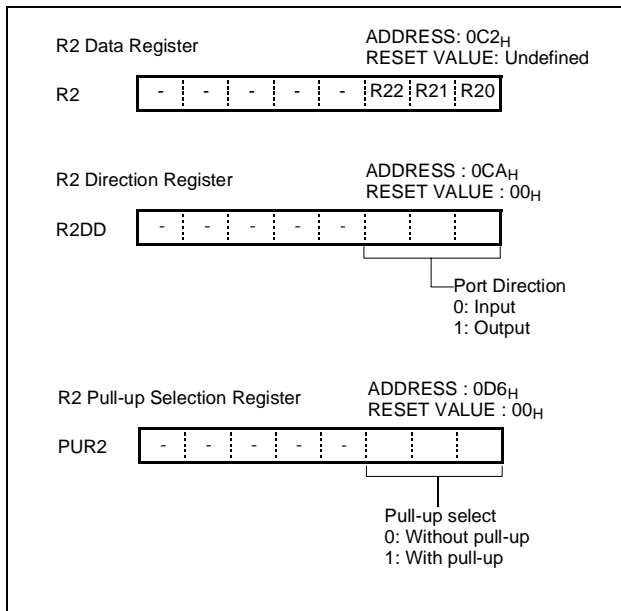 R2 Data Register
ADDRESS: 0C2H
RESET VALUE: Undefined
R2 - - - - - R22 R21 R20
R2 Direction Register
ADDRESS : 0CAH
RESET VALUE : 00H
R2DD - - - - -
Port Direction
0: Input
1: Output
R2 Pull-up Selection Register
ADDRESS : 0D6H
RESET VALUE : 00H
PUR2 - - - - -
Pull-up select
0: Without pull-up
1: With pull-up